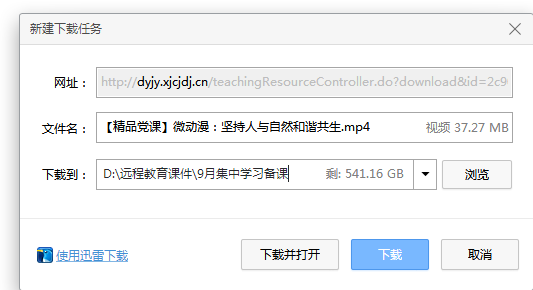 新建下载任务
网址： http://dyjy.xjcjdj.cn/teachingResourceController.do?download&id=2c9
文件名： 【精品党课】微动漫：坚持人与自然和谐共生.mp4 视频 37.27 MB
下载到： D:\远程教育课件\9月集中学习备课 剩: 541.16 GB 浏览
使用迅雷下载 下载并打开 下载 取消